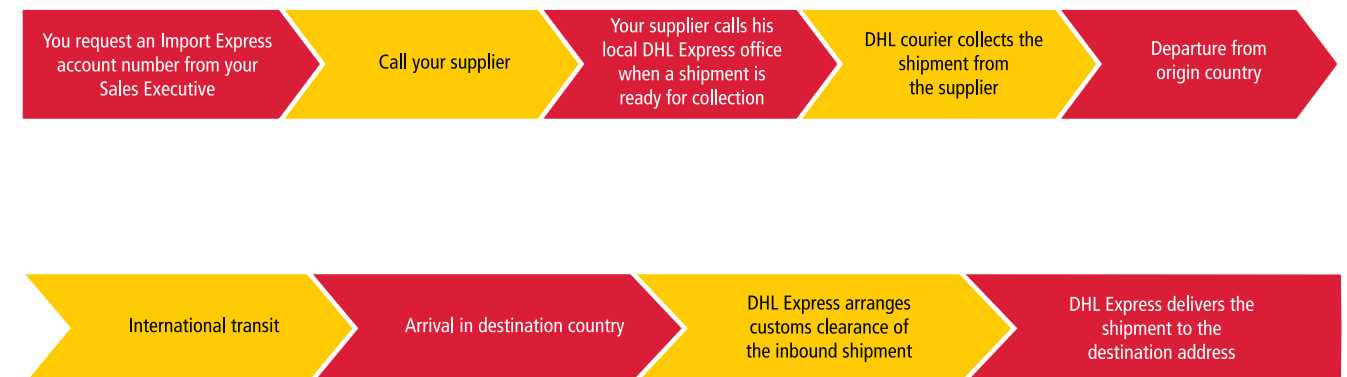 You request an Import Express
account number from your
Sales Executive
Call your supplier
Your supplier calls his
local DHL Express office
when a shipment is
ready for collection
DHL courier collects the
shipment from
the supplier
Departure from
origin country
International transit
Arrival in destination country
DHL Express arranges
customs clearance of
the inbound shipment
DHL Express delivers the
shipment to the
destination address